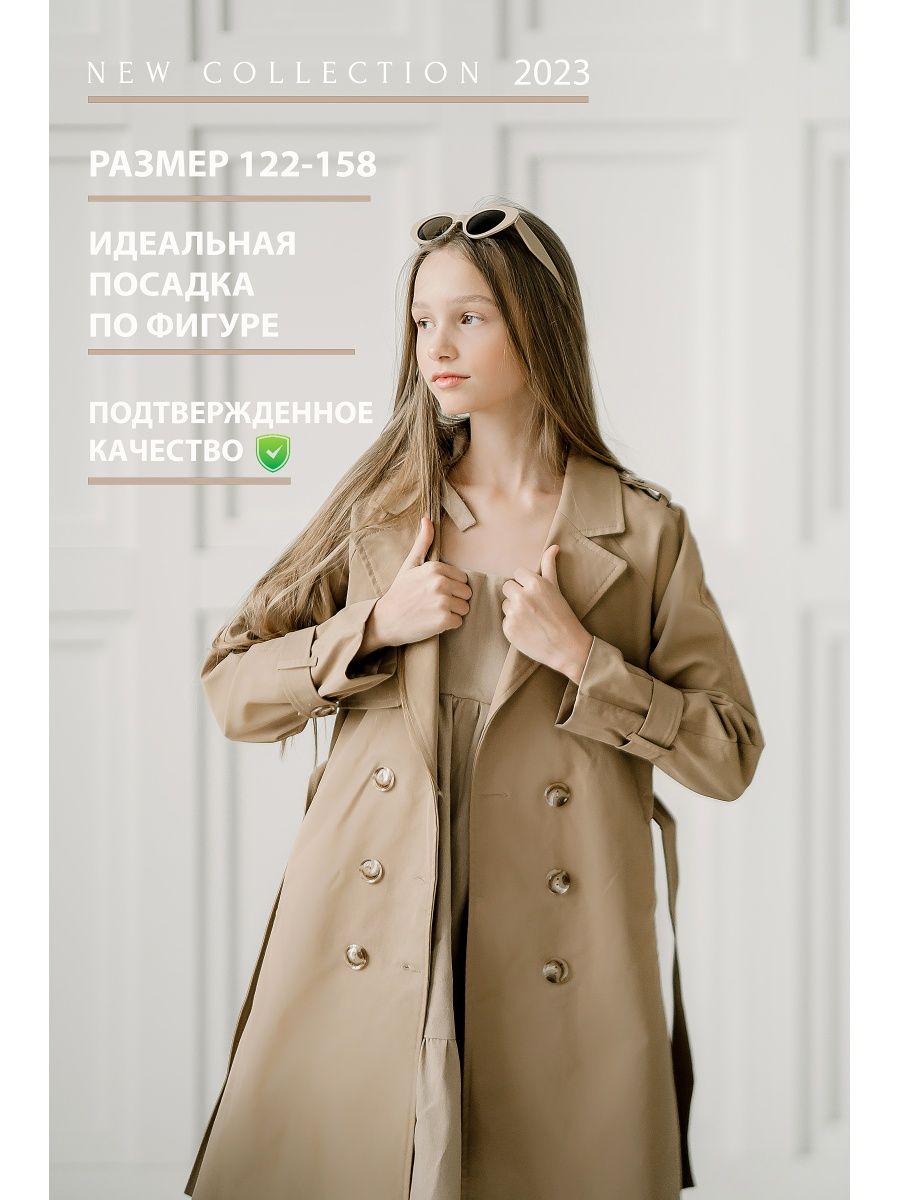 NEW COLLECTION 2023
РАЗМЕР 122-158
ИДЕАЛЬНАЯ
ПОСАДКА
ПО ФИГУРЕ
ПОДТВЕРЖДЕННОЕ
КАЧЕСТВО